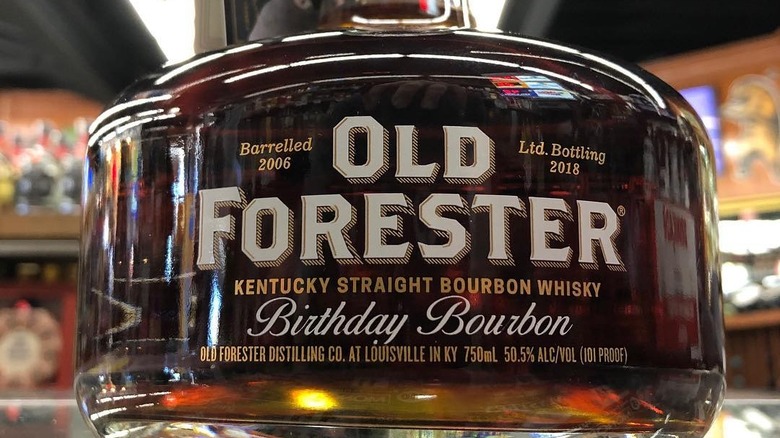 Barrelled
2006
OLD
Ltd. Bottling
2018
FORESTER®
KENTUCKY STRAIGHT BOURBON WHISKY
Birthday Bourbon
OLD FORESTER DISTILLING CO. AT LOUISVILLE IN KY 750mL 50.5% ALC/VOL (101 PROOF)